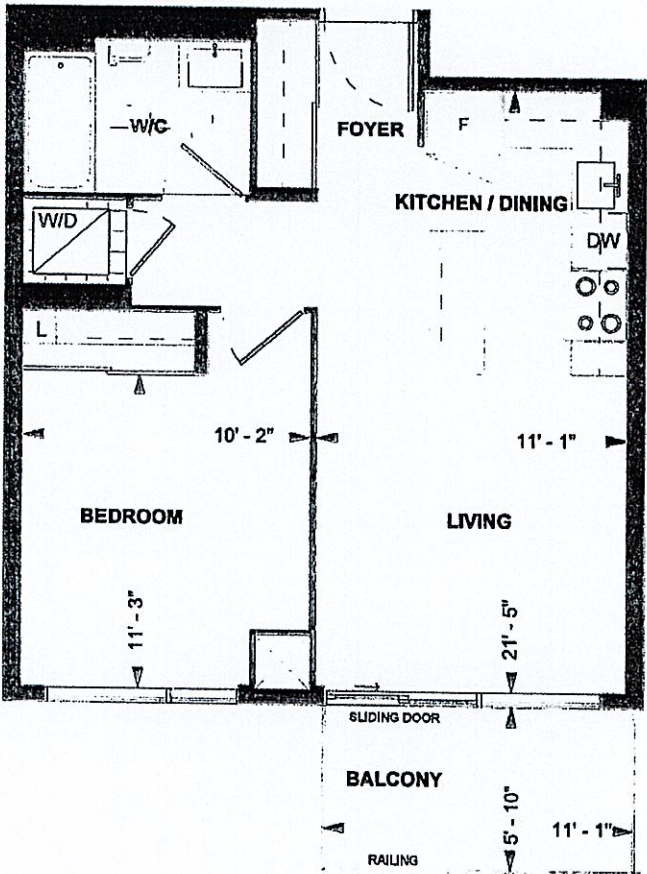 W/C
FOYER
F
KITCHEN / DINING
W/D
DW
L
10' - 2"
11' - 1"
BEDROOM
LIVING
11' - 3"
21' - 5"
SLIDING DOOR
BALCONY
5' - 10"
11' - 1"
RAILING